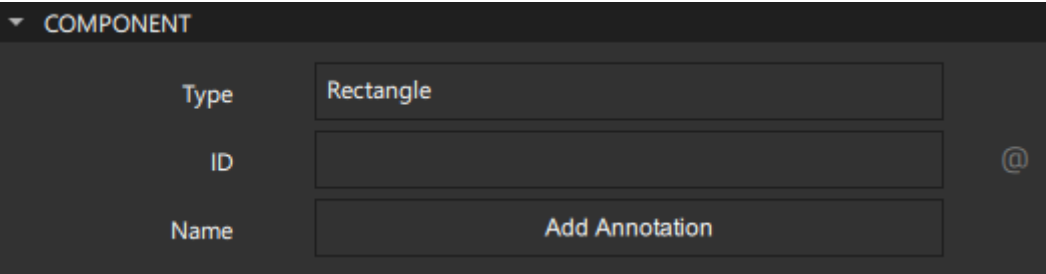 COMPONENT
Type Rectangle
ID @
Name Add Annotation